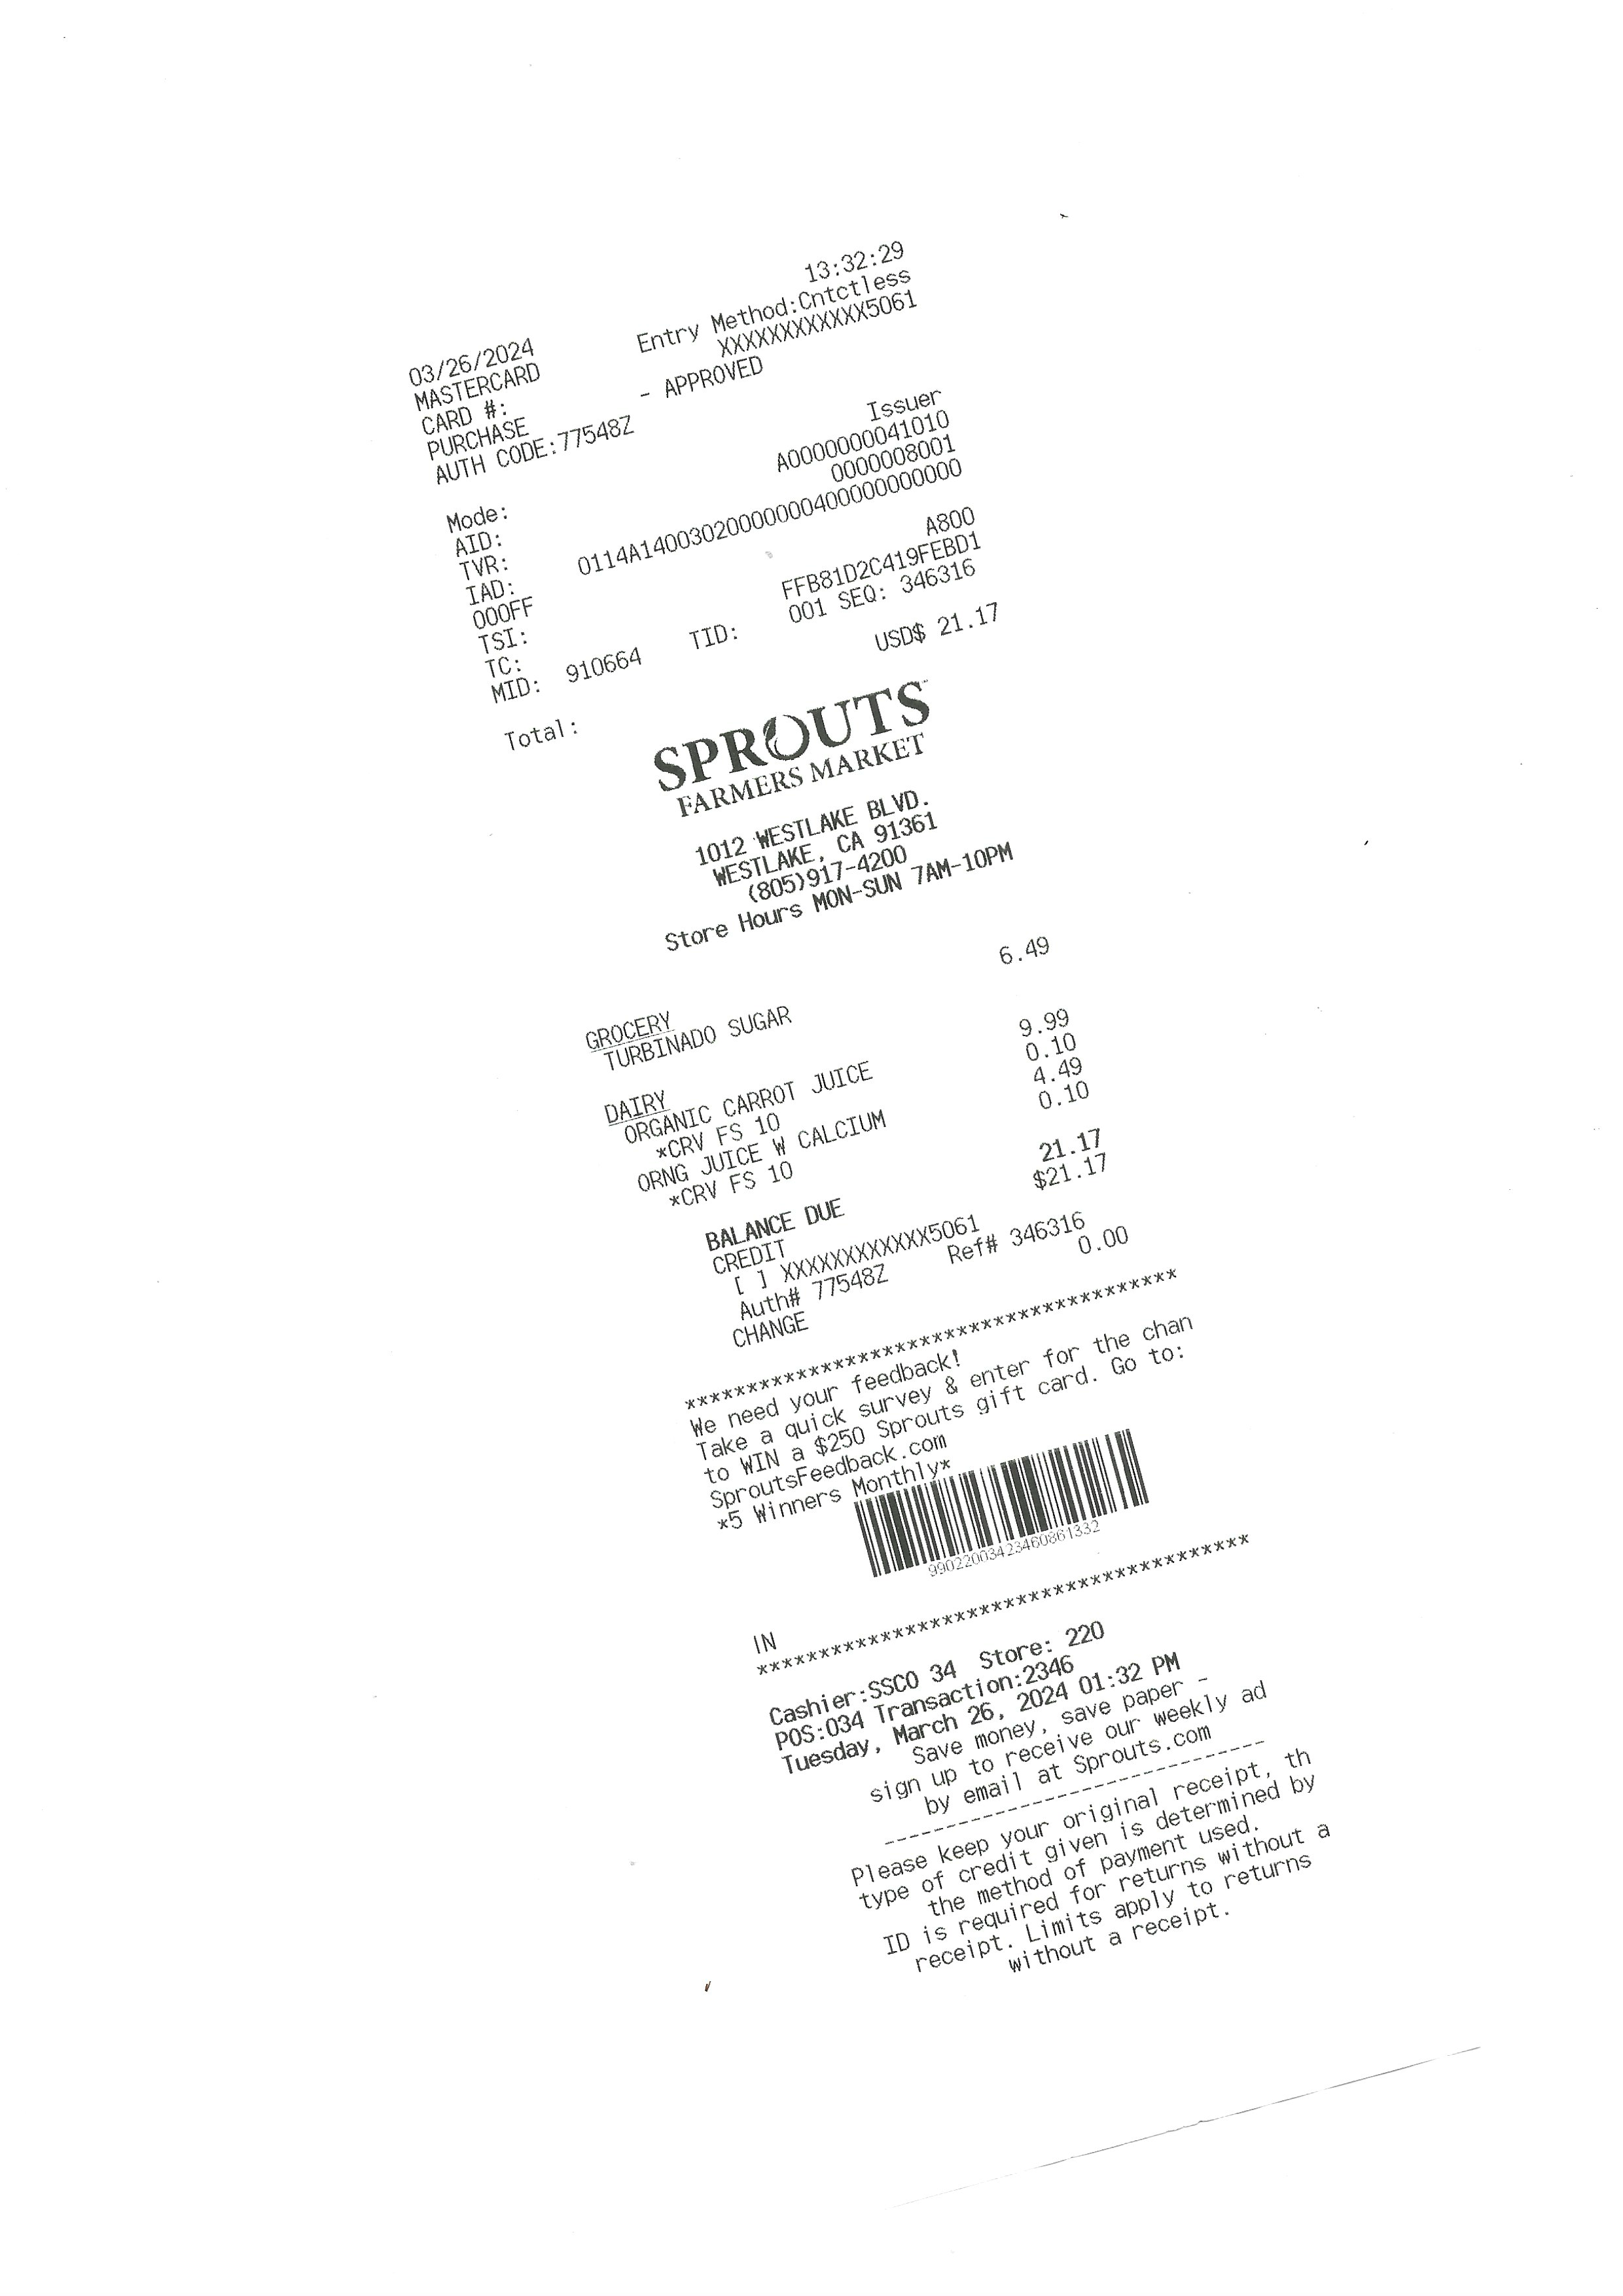 03/26/2024 13:32:29
MASTERCARD Entry Method:Cntctless
CARD #: XXXXXXXXXXXX5061
PURCHASE - APPROVED
AUTH CODE:77548Z
Mode: Issuer
AID: A0000000041010
TVR: 0000008001
IAD: 0114A1400302000000040000000000
000FF
TSI: A800
TC: FFB81D2C419FEBD1
MID: 910664 TID: 001 SEQ: 346316
Total: USD$ 21.17
SPROUTS
FARMERS MARKET
1012 WESTLAKE BLVD.
WESTLAKE, CA 91361
(805)917-4200
Store Hours MON-SUN 7AM-10PM
GROCERY
TURBINADO SUGAR 6.49
DAIRY
ORGANIC CARROT JUICE 9.99
*CRV FS 10 0.10
ORNG JUICE W CALCIUM 4.49
*CRV FS 10 0.10
BALANCE DUE 21.17
CREDIT $21.17
[ ] XXXXXXXXXXXX5061
Auth# 77548Z Ref# 346316
CHANGE 0.00
****************************************
We need your feedback!
Take a quick survey & enter for the chan
to WIN a $250 Sprouts gift card. Go to:
SproutsFeedback.com
*5 Winners Monthly*
99022003423460861332
IN
****************************************
Cashier:SSCO 34 Store: 220
POS:034 Transaction:2346
Tuesday, March 26, 2024 01:32 PM
Save money, save paper -
sign up to receive our weekly ad
by email at Sprouts.com
-------------------------------
Please keep your original receipt, th
type of credit given is determined by
the method of payment used.
ID is required for returns without a
receipt. Limits apply to returns
without a receipt.